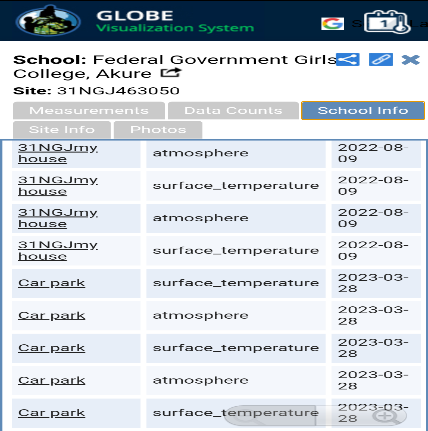 GLOBE
Visualization System
1
School: Federal Government Girls
College, Akure
Site: 31NGJ463050
Measurements Data Counts School Info
Site Info Photos
31NGJmy house atmosphere 2022-08-09
31NGJmy house surface_temperature 2022-08-09
31NGJmy house atmosphere 2022-08-09
31NGJmy house surface_temperature 2022-08-09
Car park surface_temperature 2023-03-28
Car park atmosphere 2023-03-28
Car park surface_temperature 2023-03-28
Car park atmosphere 2023-03-28
Car park surface_temperature 2023-03-28